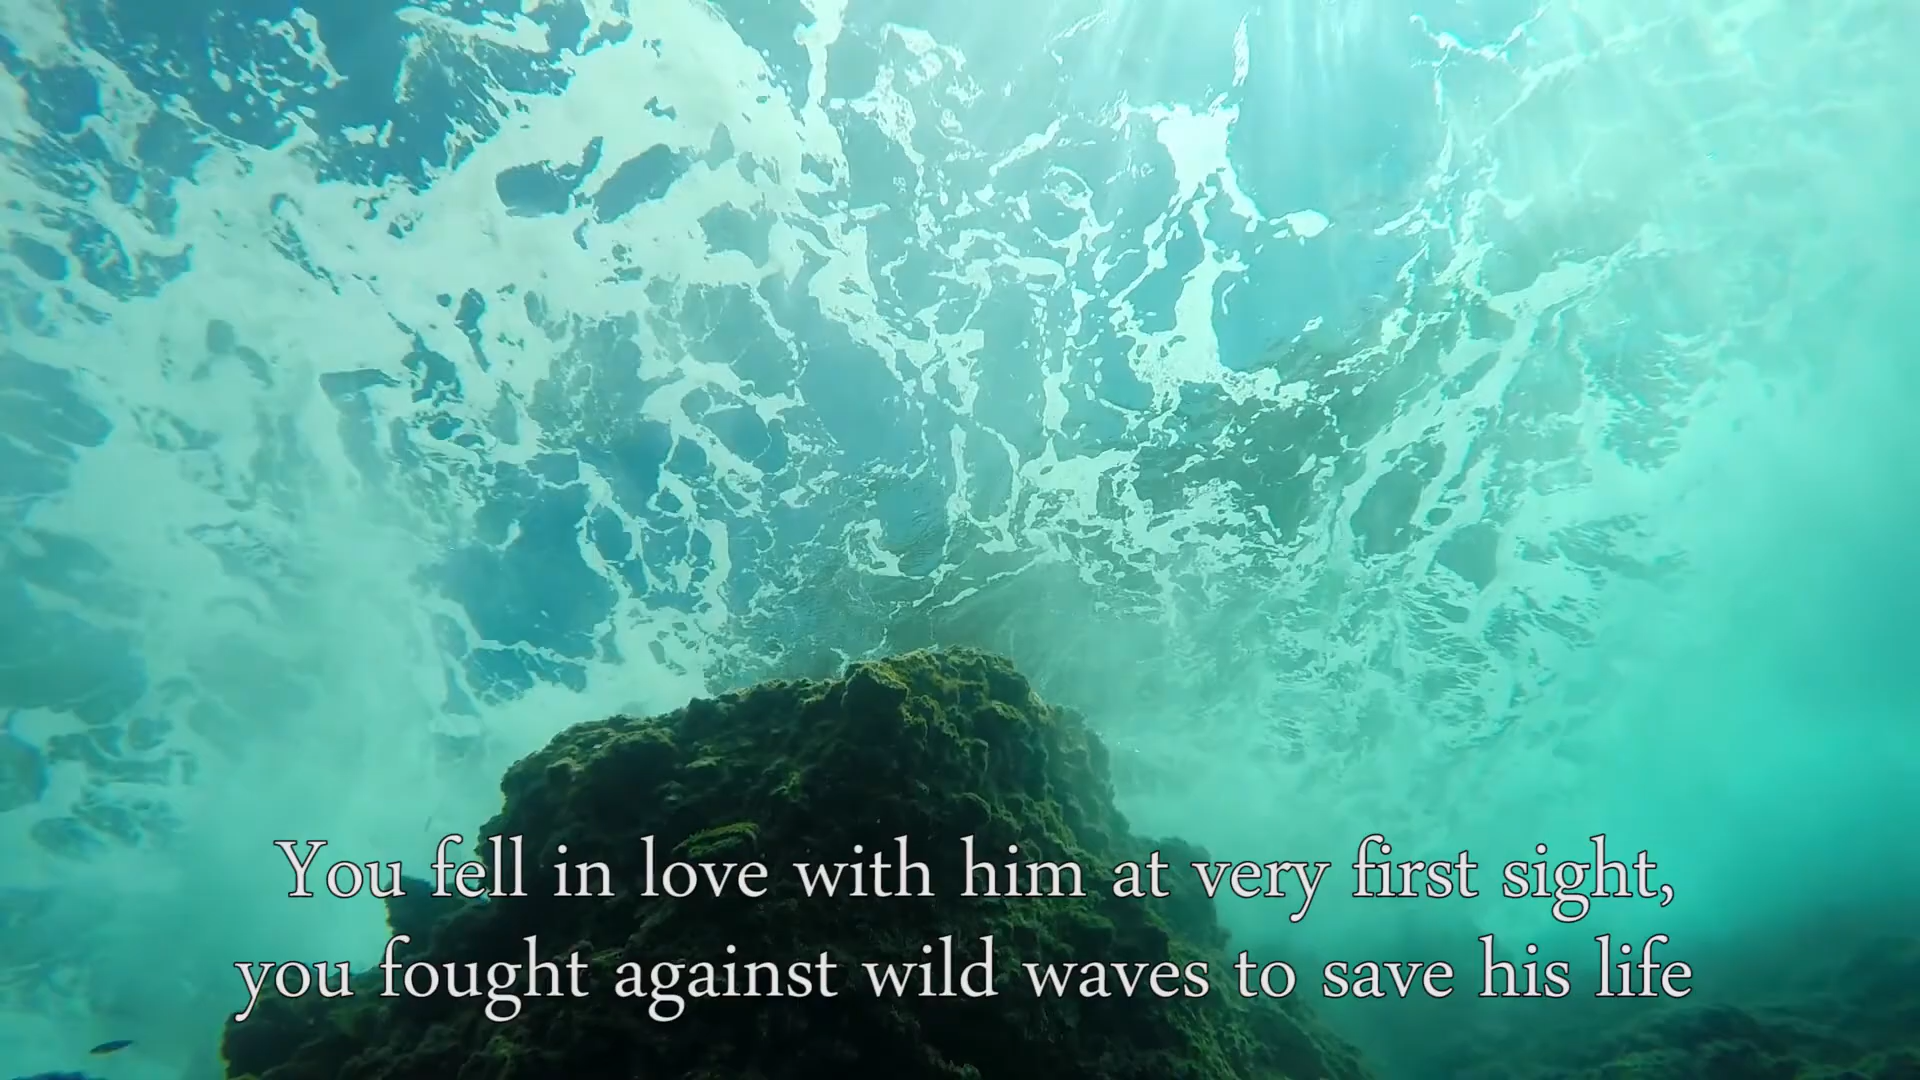 You fell in love with him at very first sight,
you fought against wild waves to save his life